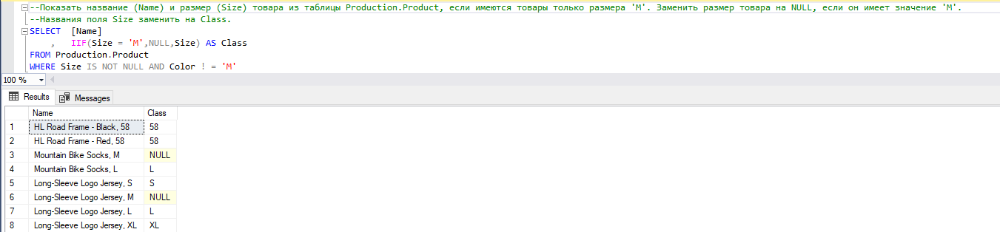 --Показать название (Name) и размер (Size) товара из таблицы Production.Product, если имеются товары только размера 'M'. Заменить размер товара на NULL, если он имеет значение 'M'.
--Названия поля Size заменить на Class.
SELECT [Name]
, IIF(Size = 'M',NULL,Size) AS Class
FROM Production.Product
WHERE Size IS NOT NULL AND Color ! = 'M'
100 %
Results Messages
Name Class
1 HL Road Frame - Black, 58 58
2 HL Road Frame - Red, 58 58
3 Mountain Bike Socks, M NULL
4 Mountain Bike Socks, L L
5 Long-Sleeve Logo Jersey, S S
6 Long-Sleeve Logo Jersey, M NULL
7 Long-Sleeve Logo Jersey, L L
8 Long-Sleeve Logo Jersey, XL XL